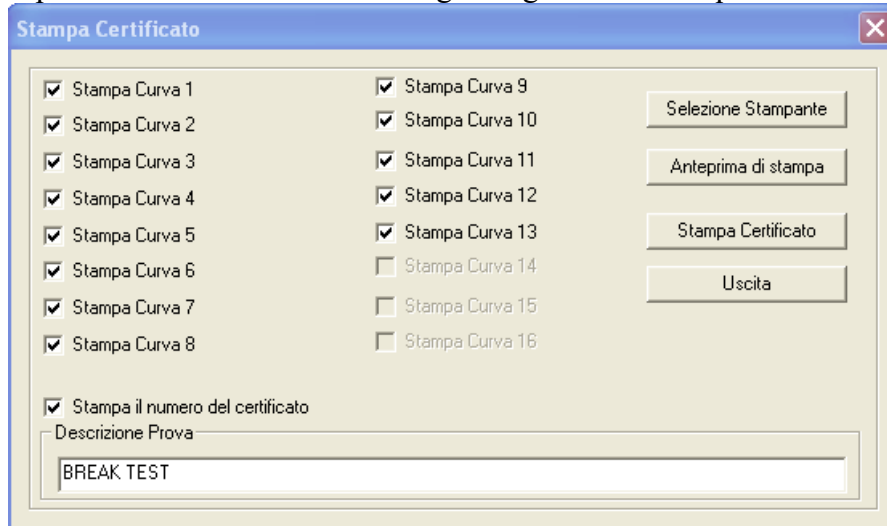 Stampa Certificato
Stampa Curva 1
Stampa Curva 2
Stampa Curva 3
Stampa Curva 4
Stampa Curva 5
Stampa Curva 6
Stampa Curva 7
Stampa Curva 8
Stampa Curva 9
Stampa Curva 10
Stampa Curva 11
Stampa Curva 12
Stampa Curva 13
Stampa Curva 14
Stampa Curva 15
Stampa Curva 16
Selezione Stampante
Anteprima di stampa
Stampa Certificato
Uscita
Stampa il numero del certificato
Descrizione Prova
BREAK TEST